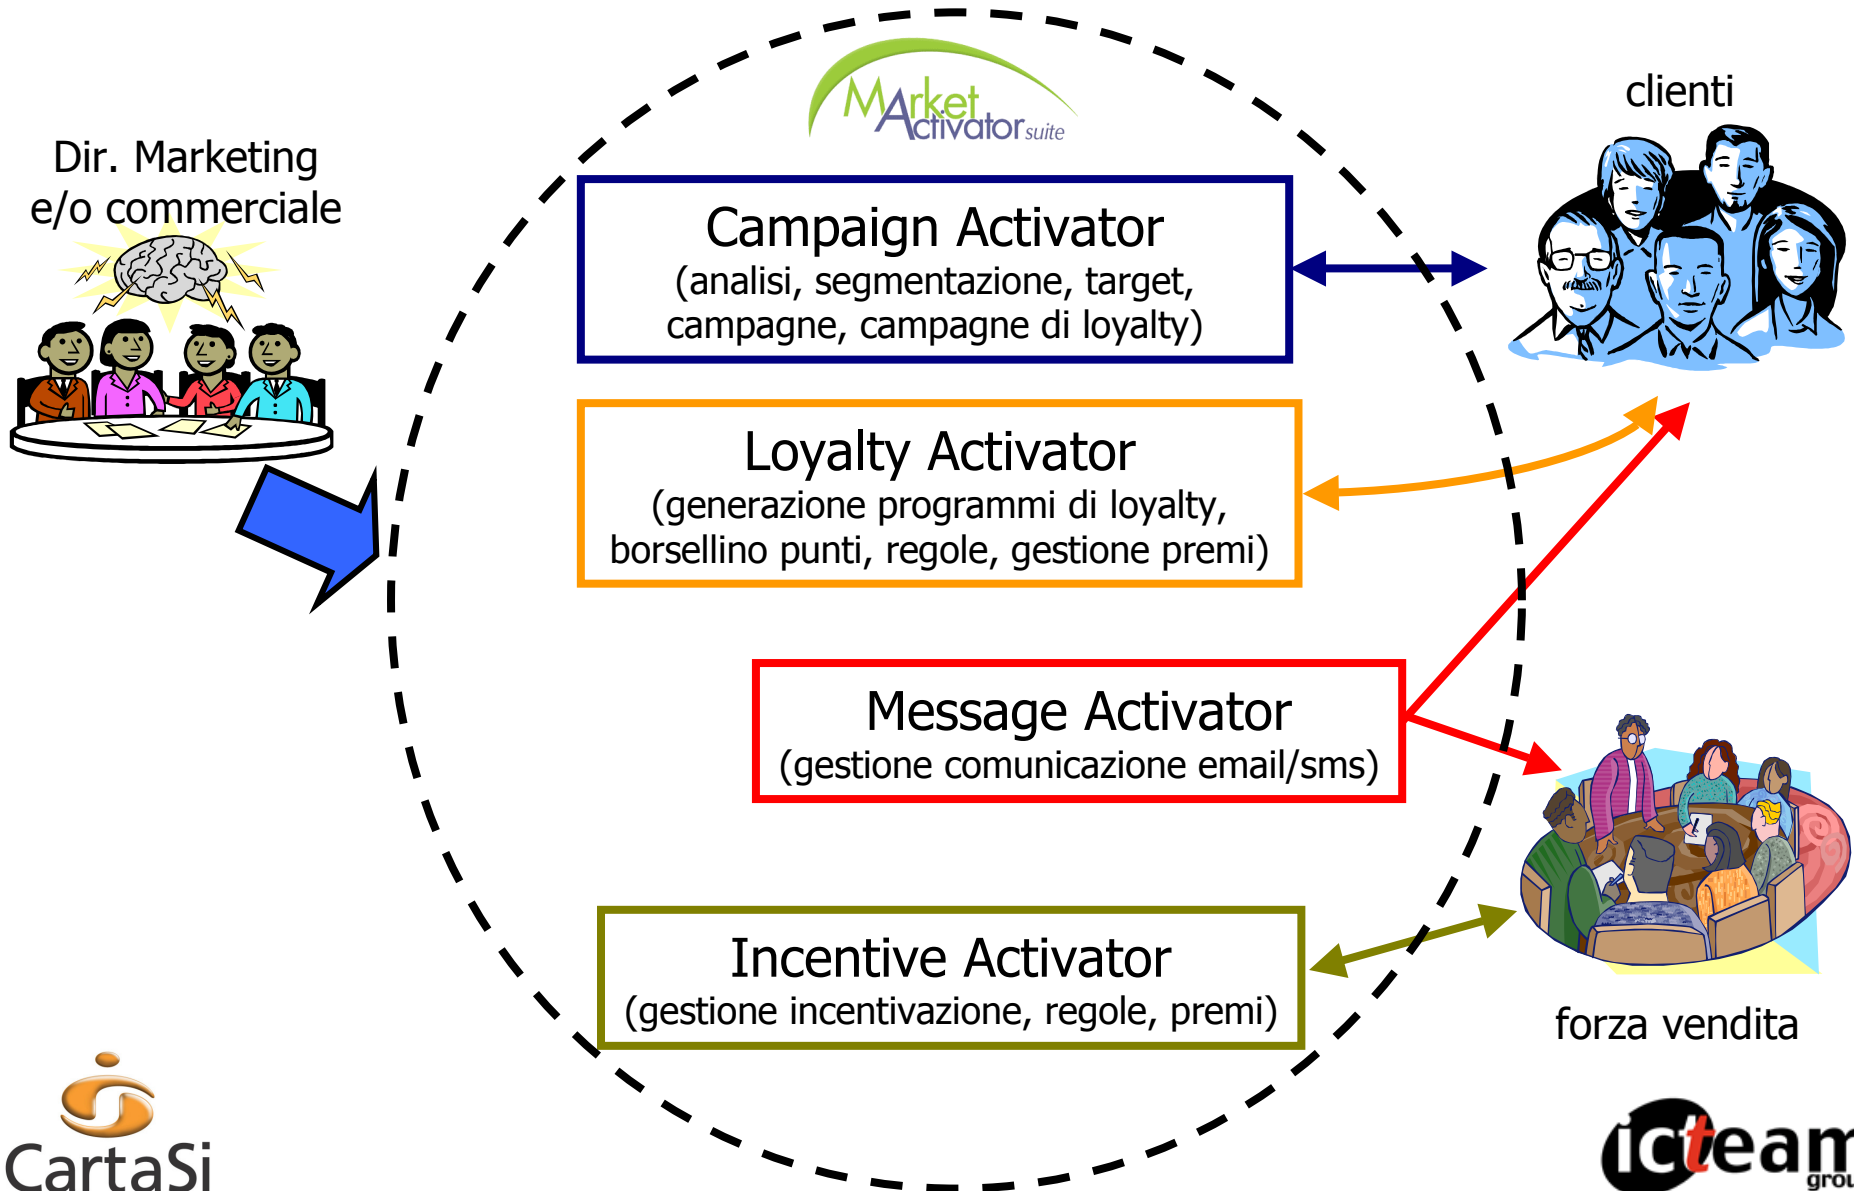 MArket
Activator suite
clienti
Dir. Marketing
e/o commerciale
Campaign Activator
(analisi, segmentazione, target,
campagne, campagne di loyalty)
Loyalty Activator
(generazione programmi di loyalty,
borsellino punti, regole, gestione premi)
Message Activator
(gestione comunicazione email/sms)
Incentive Activator
(gestione incentivazione, regole, premi)
forza vendita
CartaSi
icteam
grou